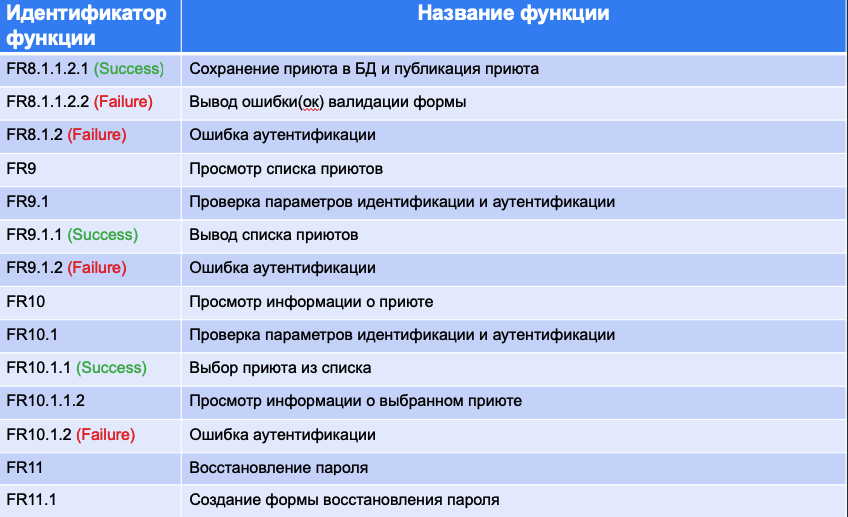 Идентификатор функции Название функции
FR8.1.1.2.1 (Success) Сохранение приюта в БД и публикация приюта
FR8.1.1.2.2 (Failure) Вывод ошибки(ок) валидации формы
FR8.1.2 (Failure) Ошибка аутентификации
FR9 Просмотр списка приютов
FR9.1 Проверка параметров идентификации и аутентификации
FR9.1.1 (Success) Вывод списка приютов
FR9.1.2 (Failure) Ошибка аутентификации
FR10 Просмотр информации о приюте
FR10.1 Проверка параметров идентификации и аутентификации
FR10.1.1 (Success) Выбор приюта из списка
FR10.1.1.2 Просмотр информации о выбранном приюте
FR10.1.2 (Failure) Ошибка аутентификации
FR11 Восстановление пароля
FR11.1 Создание формы восстановления пароля